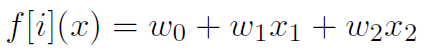 f[i](x) = w₀ + w₁x₁ + w₂x₂